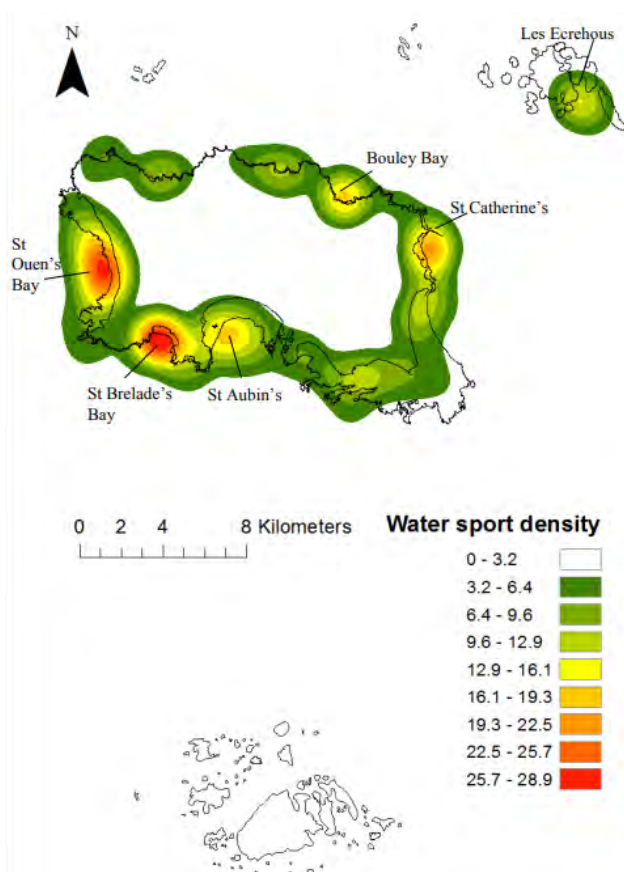 N
Les Ecrehous
Bouley Bay
St Catherine's
St
Ouen's
Bay
St Brelade's
Bay
St Aubin's
0 2 4 8 Kilometers
Water sport density
0 - 3.2
3.2 - 6.4
6.4 - 9.6
9.6 - 12.9
12.9 - 16.1
16.1 - 19.3
19.3 - 22.5
22.5 - 25.7
25.7 - 28.9